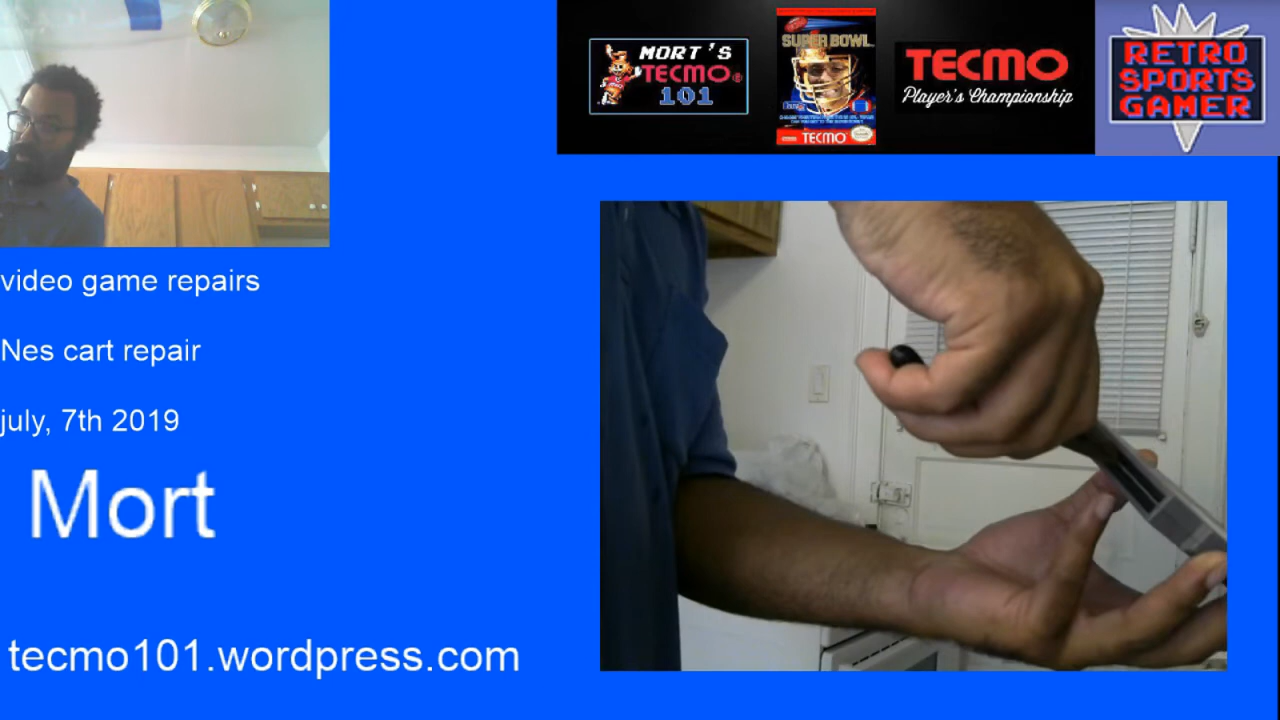 MORT'S
TECMO®
101
SUPER BOWL
TECMO
TECMO
Player's Championship
RETRO
SPORTS
GAMER
video game repairs
Nes cart repair
july, 7th 2019
Mort
tecmo101.wordpress.com